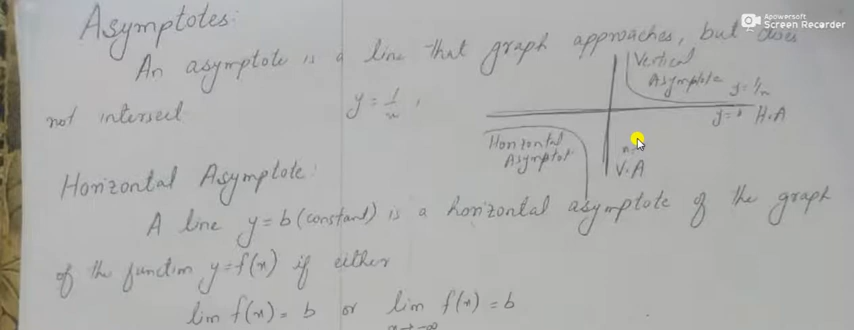 Apowersoft
Screen Recorder
Asymptotes:
An asymptote is a line that graph approaches, but does
not intersect
y = 1/x,
Vertical
Asymptote
y = 1/x
y = 0 H.A
Horizontal
Asymptot
V.A
Horizontal Asymptote:
A line y = b (constant) is a horizontal asymptote of the graph
of the function y = f(x) if either
lim f(x) = b or lim f(x) = b
x → -∞